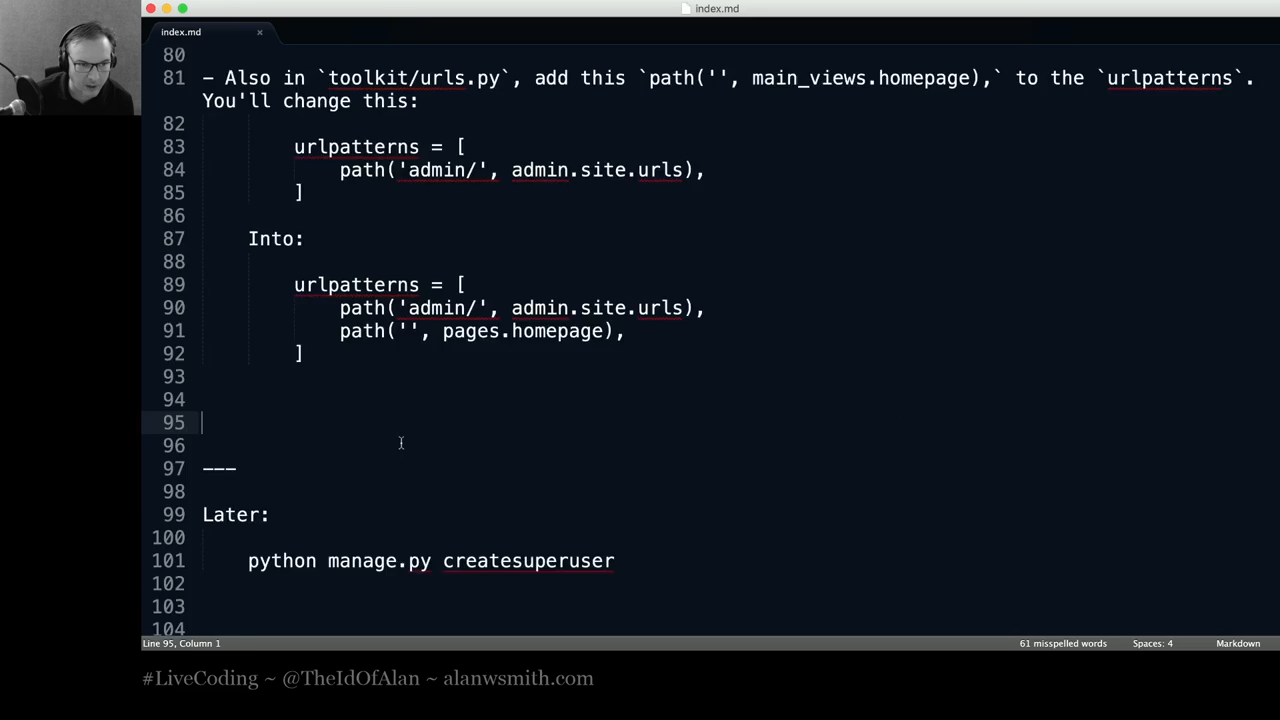 index.md
index.md ×
80
81 - Also in `toolkit/urls.py`, add this `path('', main_views.homepage),` to the `urlpatterns`.
You'll change this:
82
83 urlpatterns = [
84 path('admin/', admin.site.urls),
85 ]
86
87 Into:
88
89 urlpatterns = [
90 path('admin/', admin.site.urls),
91 path('', pages.homepage),
92 ]
93
94
95
96
97 ---
98
99 Later:
100
101 python manage.py createsuperuser
102
103
104
Line 95, Column 1 61 misspelled words Spaces: 4 Markdown
#LiveCoding ~ @TheIdOfAlan ~ alanwsmith.com